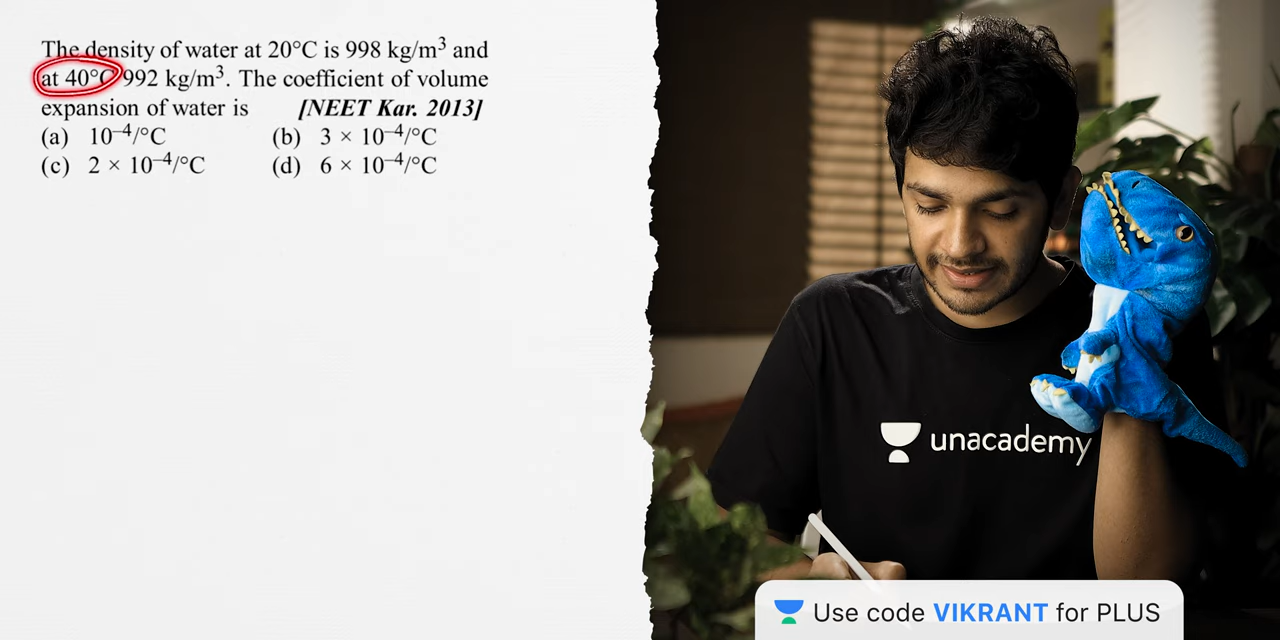 The density of water at 20°C is 998 kg/m³ and
at 40°C 992 kg/m³. The coefficient of volume
expansion of water is [NEET Kar. 2013]
(a) 10⁻⁴/°C (b) 3 × 10⁻⁴/°C
(c) 2 × 10⁻⁴/°C (d) 6 × 10⁻⁴/°C
unacademy
Use code VIKRANT for PLUS